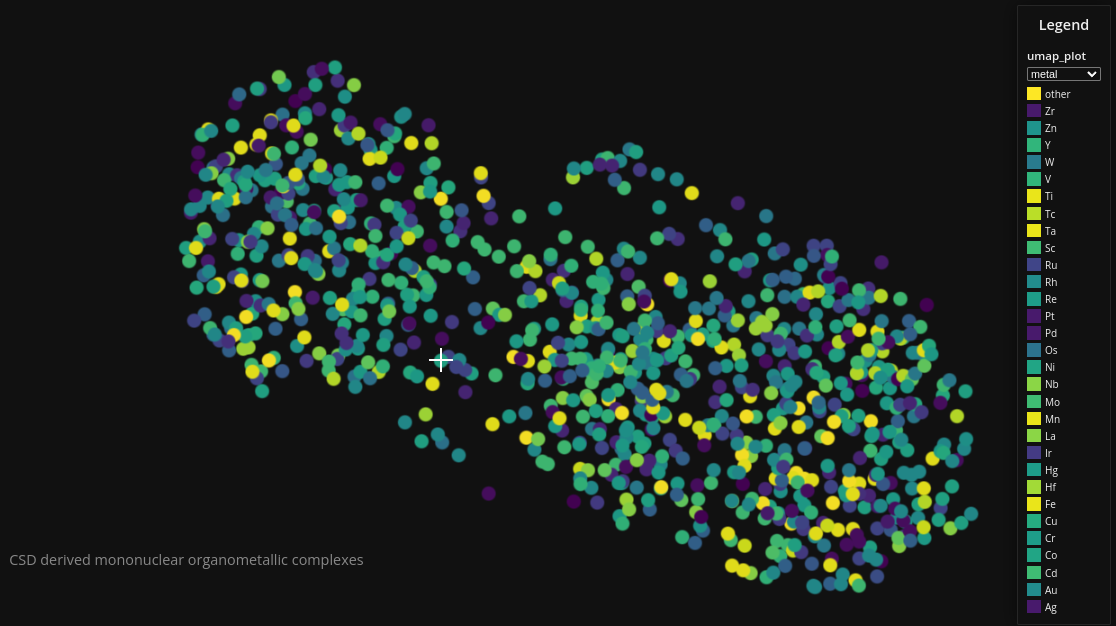 Legend
umap_plot
metal
other
Zr
Zn
Y
W
V
Ti
Tc
Ta
Sc
Ru
Rh
Re
Pt
Pd
Os
Ni
Nb
Mo
Mn
La
Ir
Hg
Hf
Fe
Cu
Cr
Co
Cd
Au
Ag
CSD derived mononuclear organometallic complexes